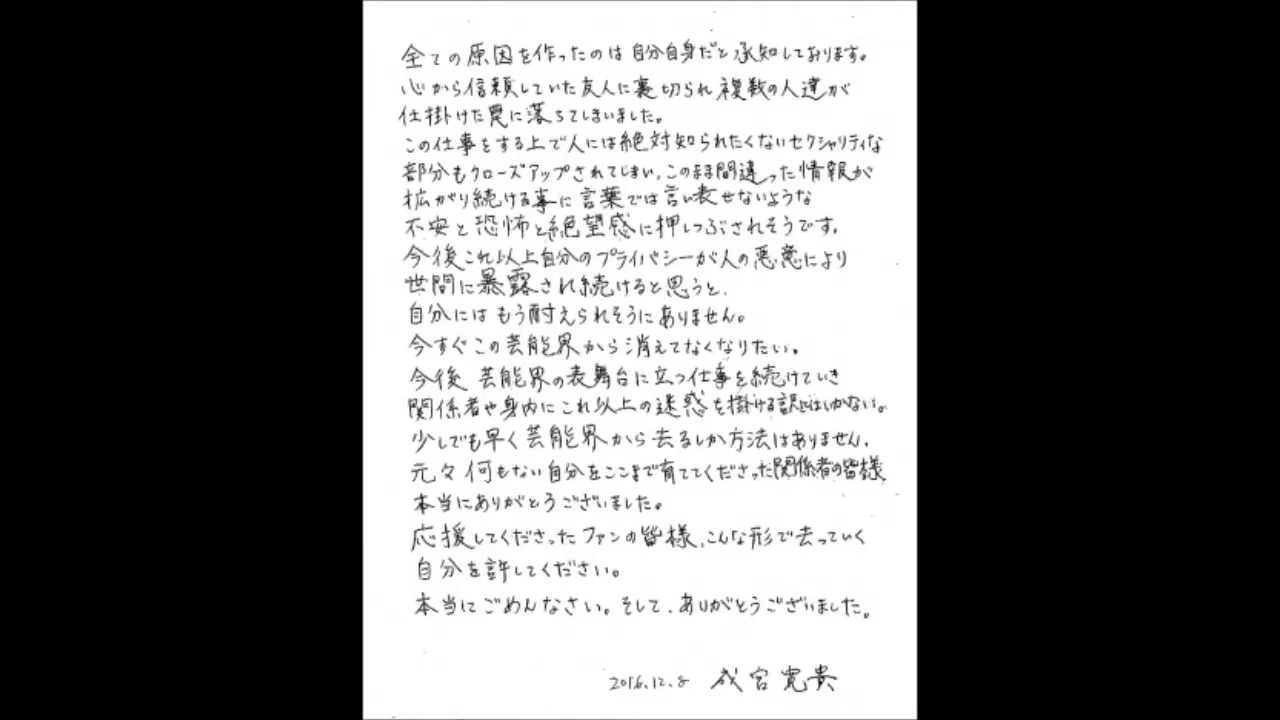 全ての原因を作ったのは自分自身だと承知しております。
心から信頼していた友人に裏切られ複数の人達が
仕掛けた罠に落ちてしまいました。
この仕事をする上で人には絶対知られたくないセクシャリティな
部分もクローズアップされてしまい、このまま間違った情報が
拡がり続ける事に言葉では言い表せないような
不安と恐怖と絶望感に押しつぶされそうです。
今後これ以上自分のプライバシーが人の悪意により
世間に暴露され続けると思うと、
自分にはもう耐えられそうにありません。
今すぐこの芸能界から消えてなくなりたい。
今後芸能界の表舞台に立つ仕事を続けていき
関係者や身内にこれ以上の迷惑を掛ける訳にはいかない。
少しでも早く芸能界から去るしか方法はありません。
元々何もない自分をここまで育ててくださった関係者の皆様
本当にありがとうございました。
応援してくださったファンの皆様、こんな形で去っていく
自分を許してください。
本当にごめんなさい。そして、ありがとうございました。
2016.12.8 成宮寛貴